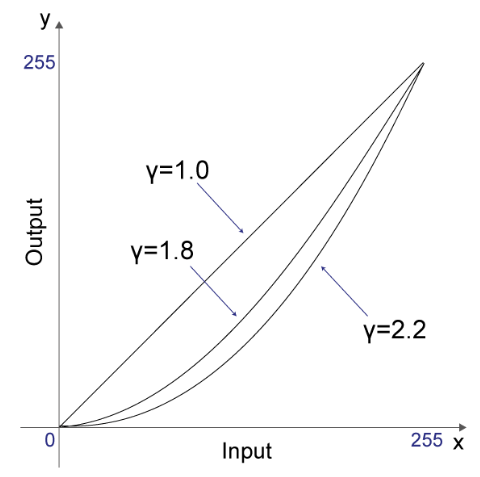 y
255
γ=1.0
γ=1.8
Output
γ=2.2
0
255
x
Input